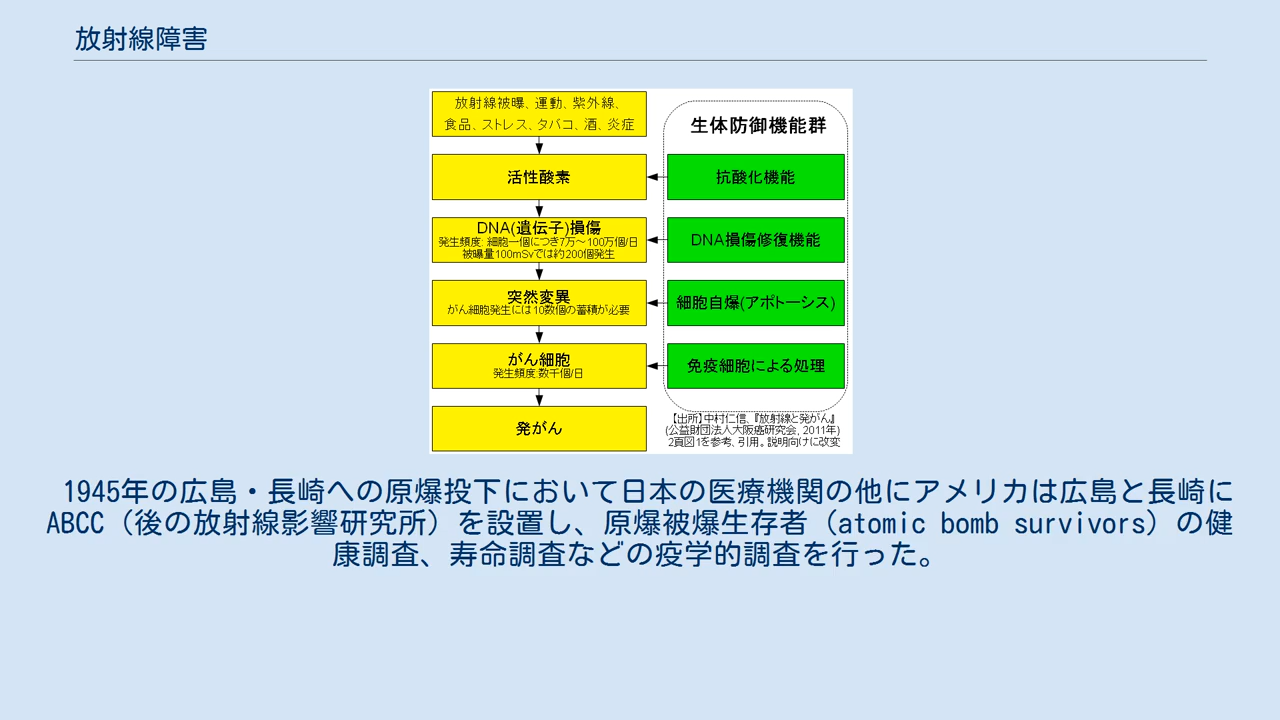 放射線障害
放射線被曝、運動、紫外線、
食品、ストレス、タバコ、酒、炎症
生体防御機能群
活性酸素
抗酸化機能
DNA(遺伝子)損傷
発生頻度: 細胞一個につき7万～100万個/日
被曝量100mSvでは約200個発生
DNA損傷修復機能
突然変異
がん細胞発生には10数個の蓄積が必要
細胞自爆(アポトーシス)
がん細胞
発生頻度:数千個/日
免疫細胞による処理
発がん
【出所】中村仁信、『放射線と発がん』
(公益財団法人大阪癌研究会, 2011年)
2頁図1を参考、引用。説明向けに改変
1945年の広島・長崎への原爆投下において日本の医療機関の他にアメリカは広島と長崎に
ABCC（後の放射線影響研究所）を設置し、原爆被爆生存者（atomic bomb survivors）の健
康調査、寿命調査などの疫学的調査を行った。